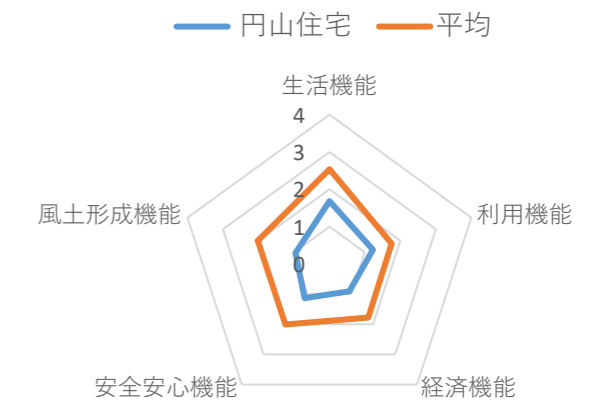 円山住宅 平均
生活機能
4
3
2
1
0
利用機能
経済機能
安全安心機能
風土形成機能